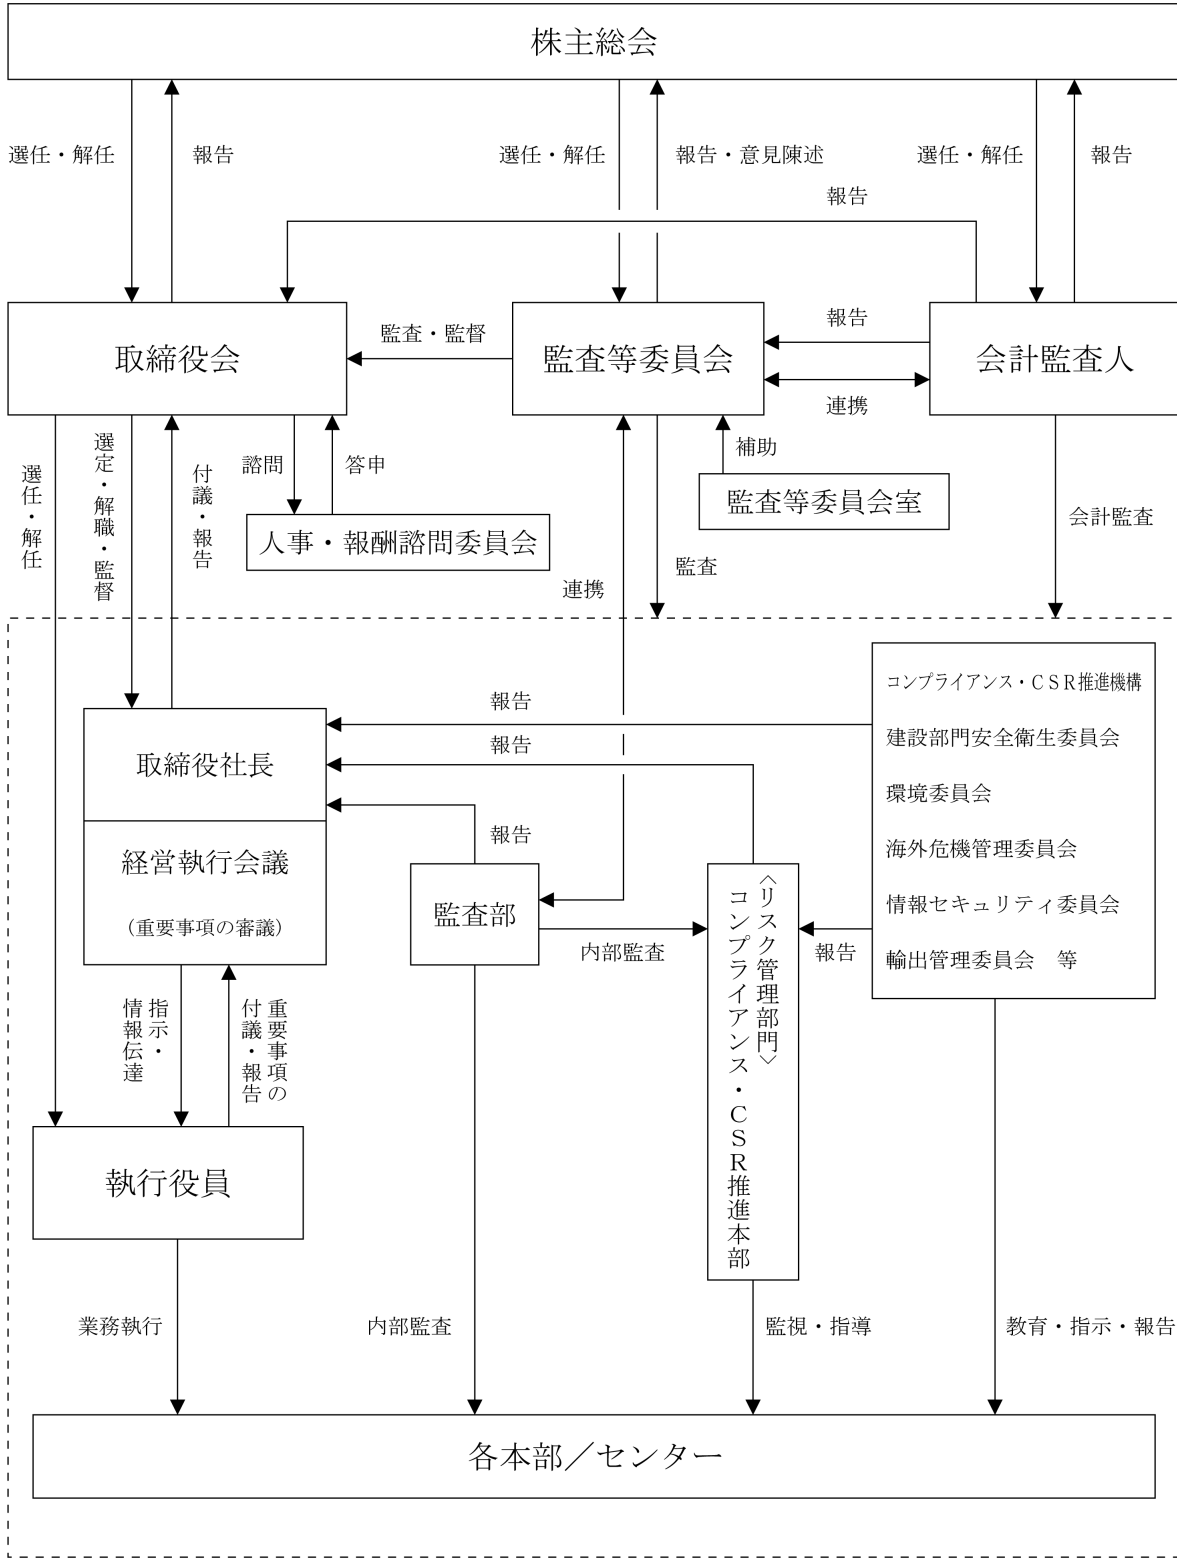 株主総会
選任・解任
報告
選任・解任
報告・意見陳述
選任・解任
報告
報告
取締役会
監査・監督
監査等委員会
報告
連携
会計監査人
選任・解任
選定・解職・監督
付議・報告
諮問
答申
人事・報酬諮問委員会
連携
監査
補助
監査等委員会室
会計監査
取締役社長
経営執行会議
(重要事項の審議)
報告
報告
報告
監査部
内部監査
〈リスク管理部門〉
コンプライアンス・CSR推進本部
報告
コンプライアンス・CSR推進機構
建設部門安全衛生委員会
環境委員会
海外危機管理委員会
情報セキュリティ委員会
輸出管理委員会　等
指示・
情報伝達
重要事項の
付議・報告
執行役員
業務執行
内部監査
監視・指導
教育・指示・報告
各本部／センター